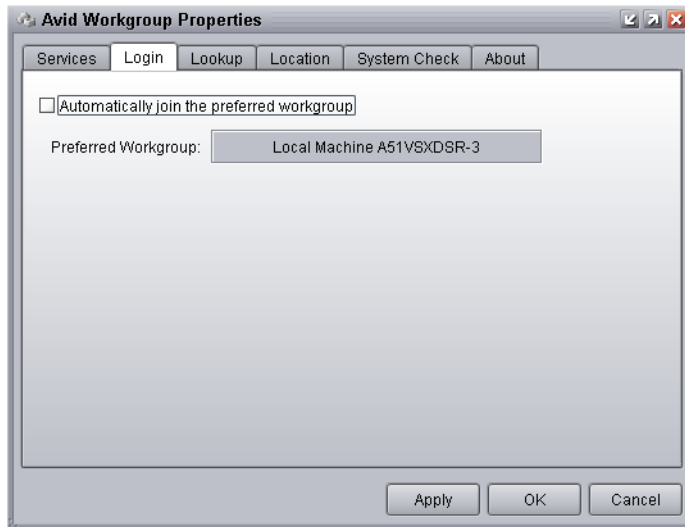 Avid Workgroup Properties
Services Login Lookup Location System Check About
Automatically join the preferred workgroup
Preferred Workgroup: Local Machine A51VSXDSR-3
Apply OK Cancel